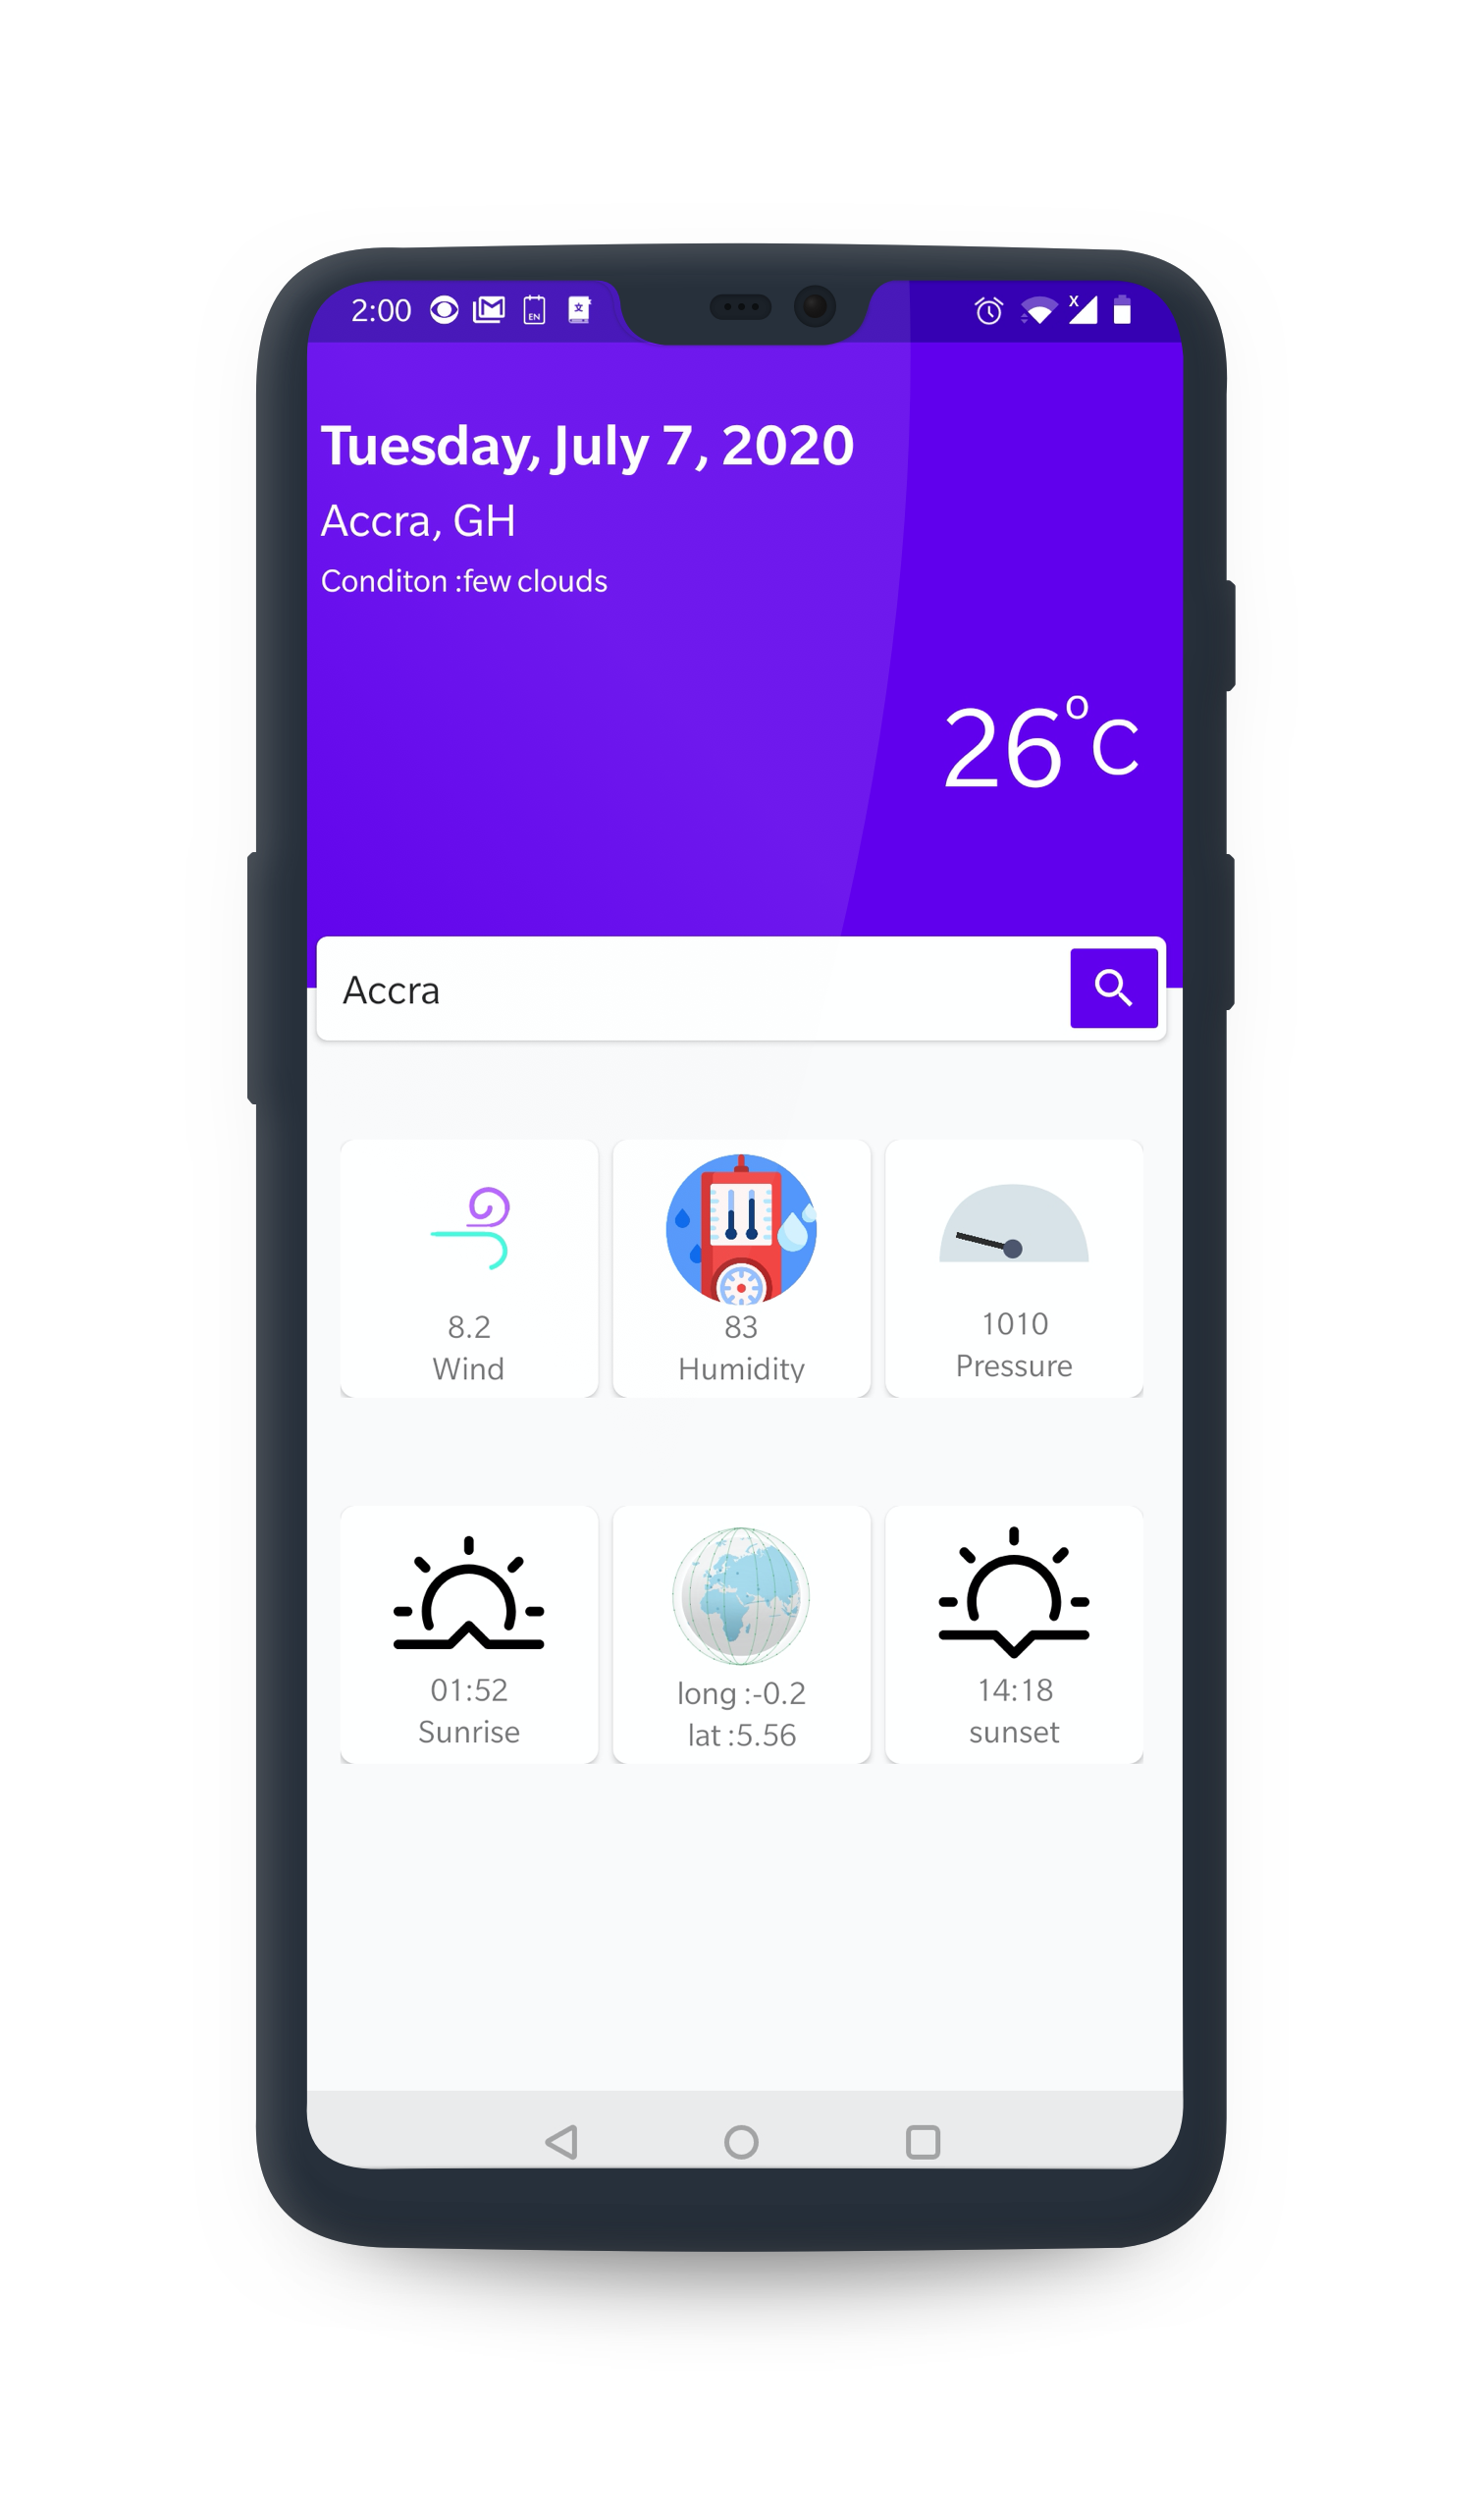 2:00
EN
X
Tuesday, July 7, 2020
Accra, GH
Conditon :few clouds
26°C
Accra
8.2
Wind
83
Humidity
1010
Pressure
01:52
Sunrise
long :-0.2
lat :5.56
14:18
sunset